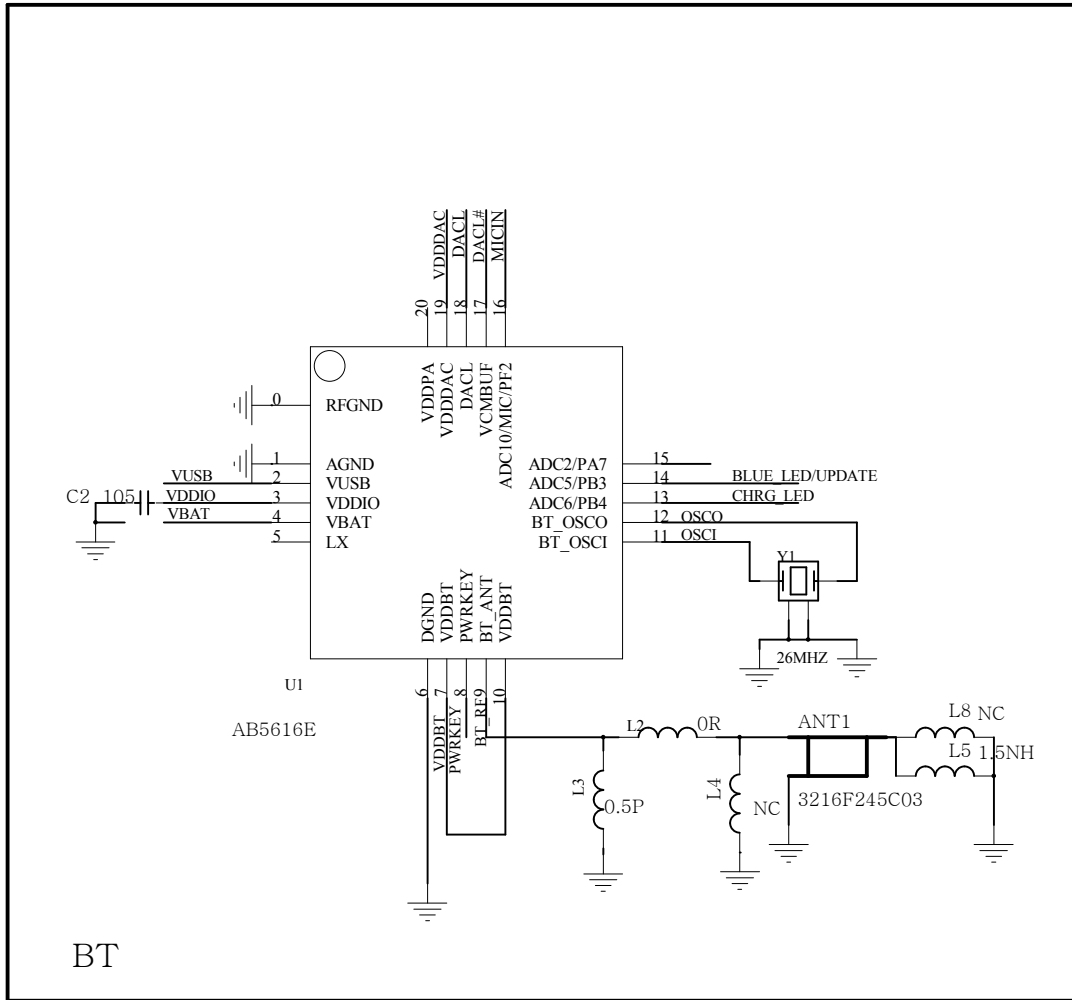 VDDDAC
DACL
DACL#
MICIN
20
19
18
17
16
VDDPA
VDDDAC
DACL
VCMBUF
ADC10/MIC/PF2
0
RFGND
1
AGND
VUSB
2
VUSB
C2 105
VDDIO
3
VDDIO
VBAT
4
VBAT
5
LX
ADC2/PA7
15
ADC5/PB3
14
BLUE_LED/UPDATE
ADC6/PB4
13
CHRG_LED
BT_OSCO
12
OSCO
BT_OSCI
11
OSCI
Y1
26MHZ
DGND
VDDBT
PWRKEY
BT_ANT
VDDBT
6
7
8
9
10
U1
AB5616E
VDDBT
PWRKEY
BT_RF
L2
0R
L3
0.5P
L4
NC
ANT1
3216F245C03
L8 NC
L5 1.5NH
BT